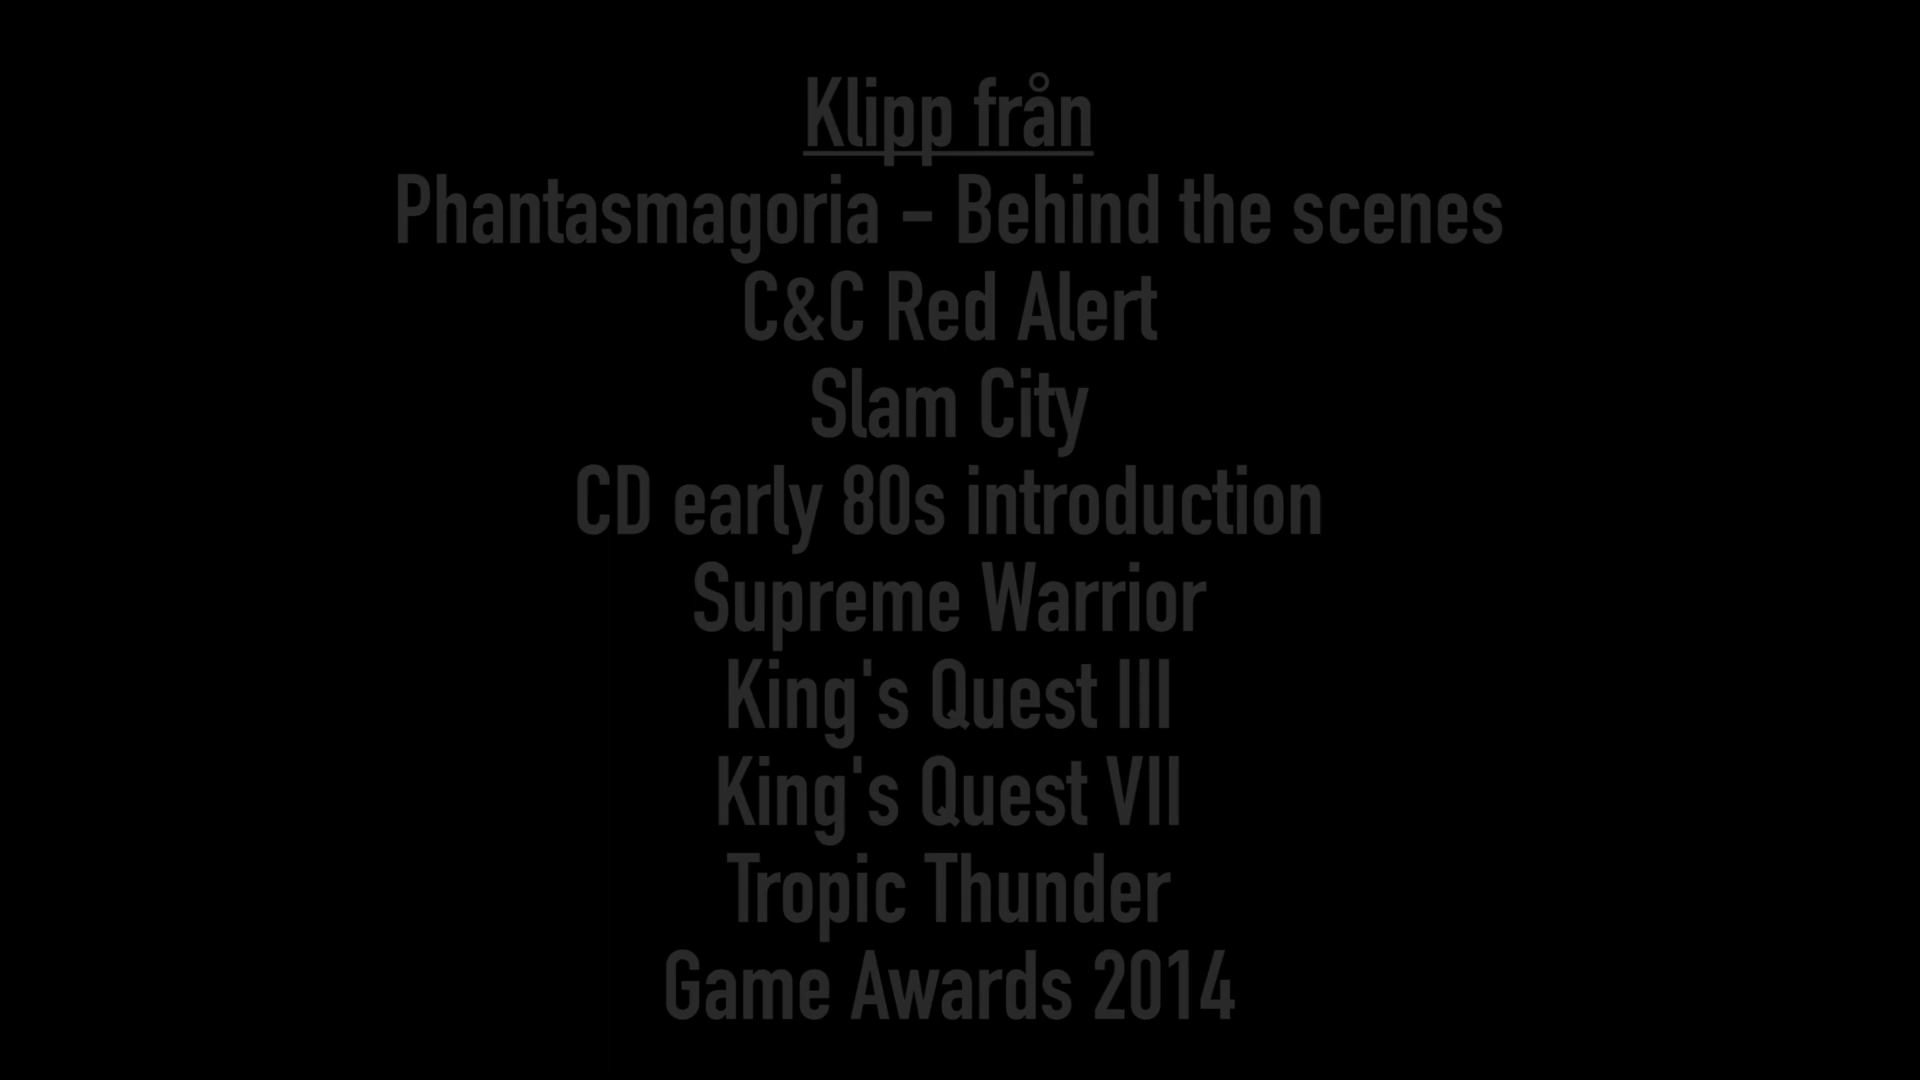 Klipp från
Phantasmagoria - Behind the scenes
C&C Red Alert
Slam City
CD early 80s introduction
Supreme Warrior
King's Quest III
King's Quest VII
Tropic Thunder
Game Awards 2014